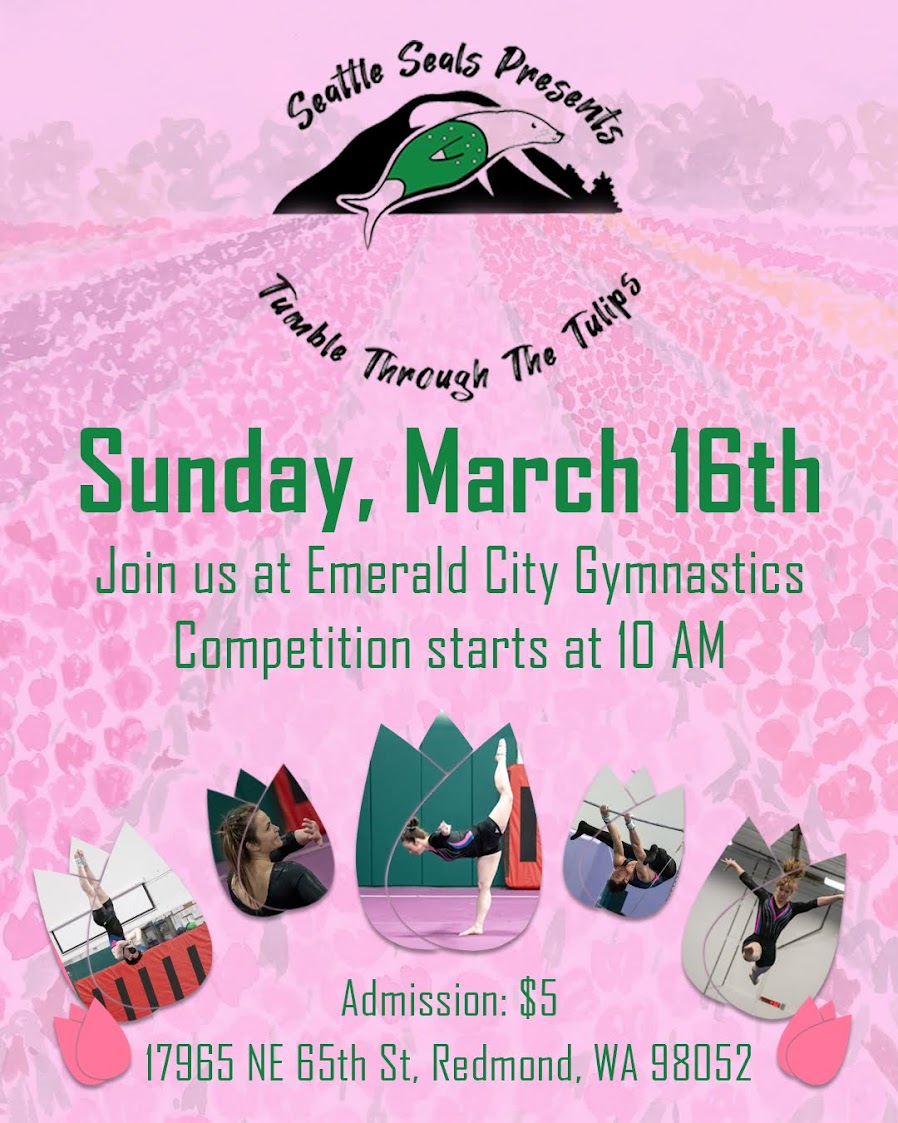 Seattle Seals Presents
Tumble Through The Tulips
Sunday, March 16th
Join us at Emerald City Gymnastics
Competition starts at 10 AM
Admission: $5
17965 NE 65th St, Redmond, WA 98052